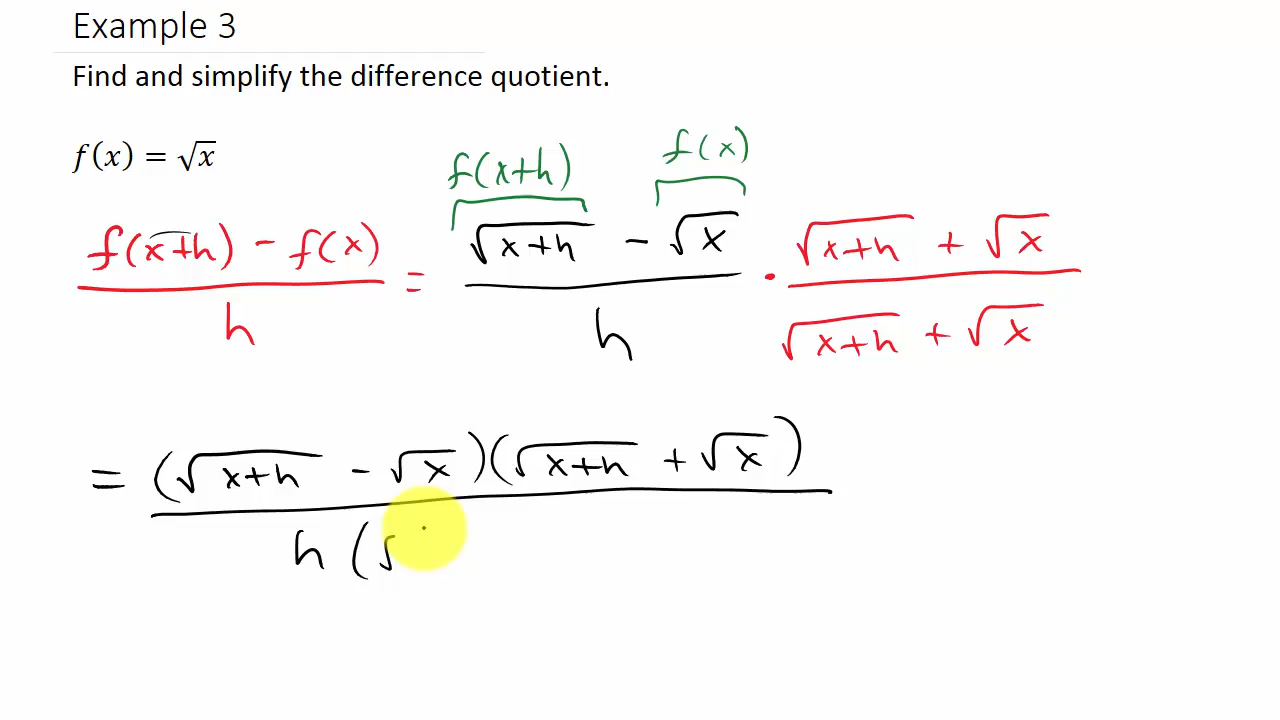 Example 3
Find and simplify the difference quotient.
f(x) = √x
f(x+h) f(x)
f(x+h) - f(x) / h = √(x+h) - √x / h · √(x+h) + √x / √(x+h) + √x
= (√(x+h) - √x)(√(x+h) + √x) / h (√